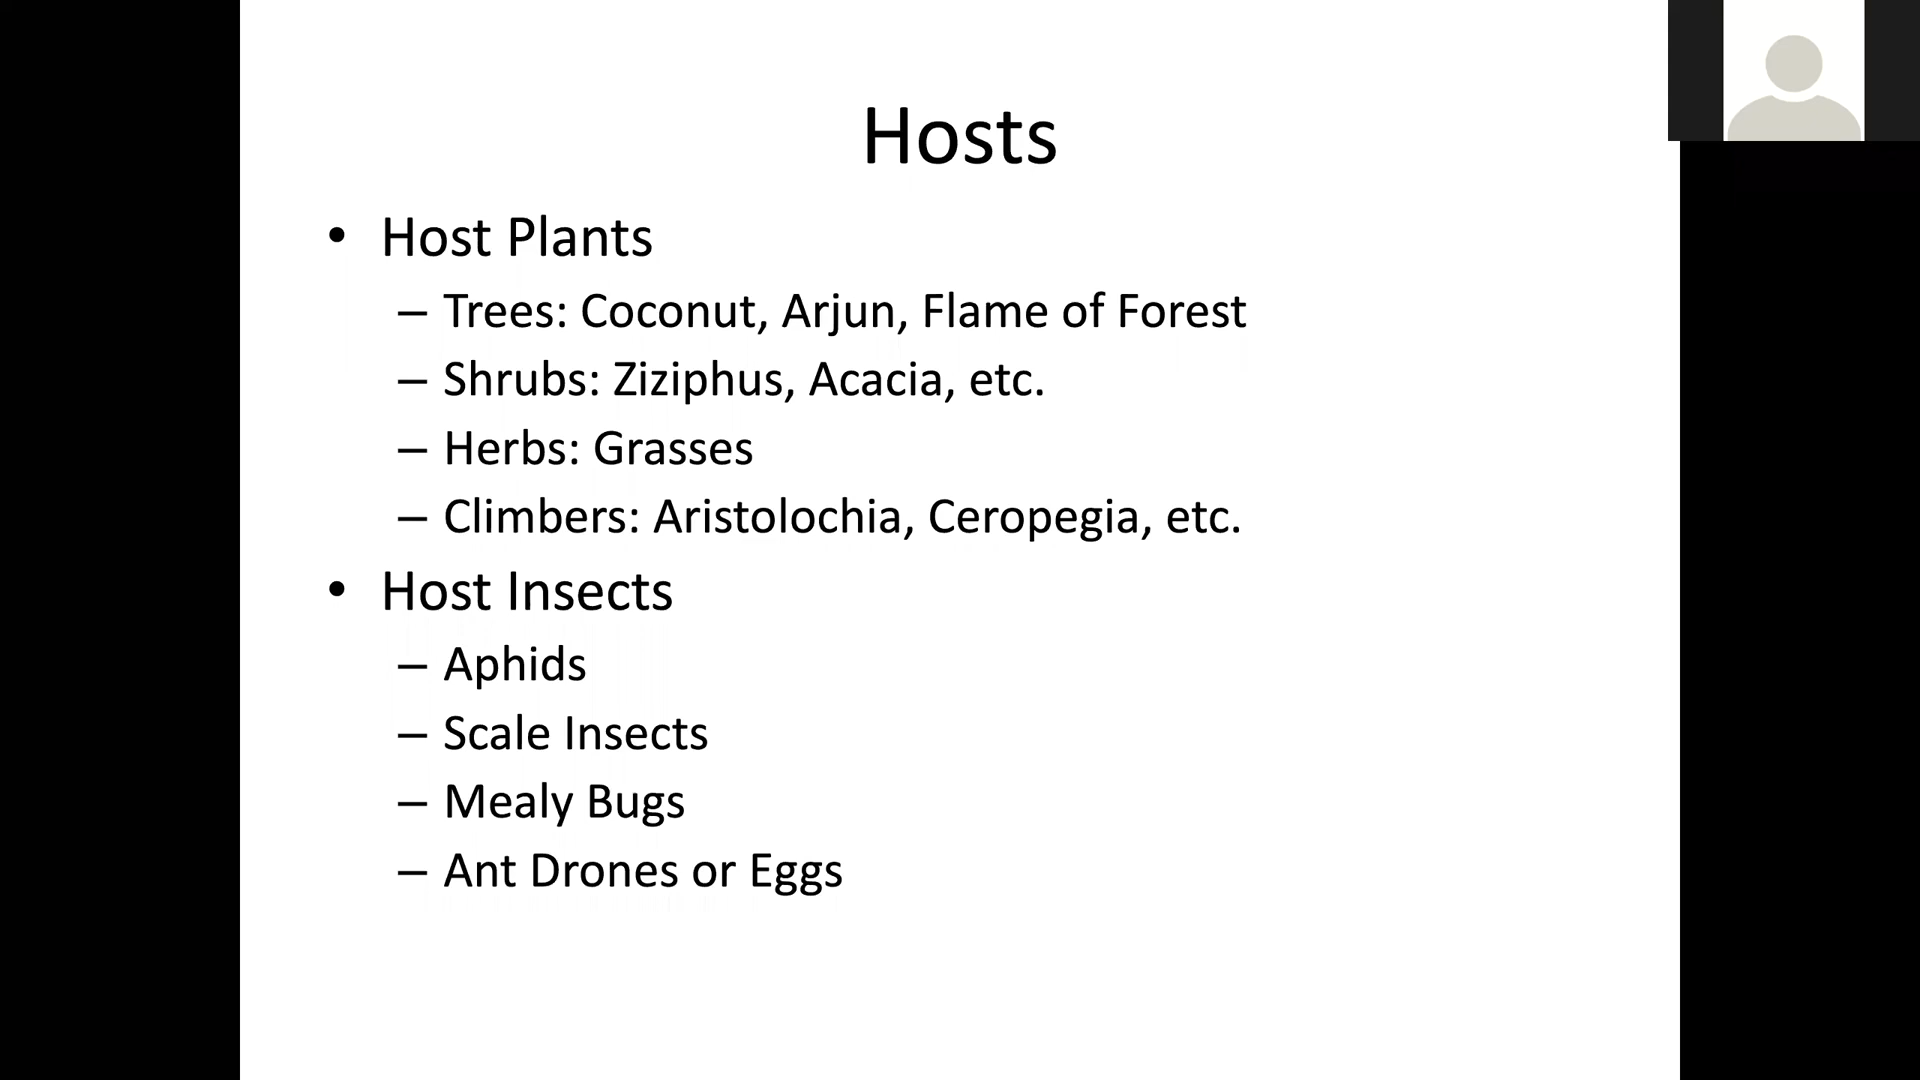 Hosts
• Host Plants
– Trees: Coconut, Arjun, Flame of Forest
– Shrubs: Ziziphus, Acacia, etc.
– Herbs: Grasses
– Climbers: Aristolochia, Ceropegia, etc.
• Host Insects
– Aphids
– Scale Insects
– Mealy Bugs
– Ant Drones or Eggs